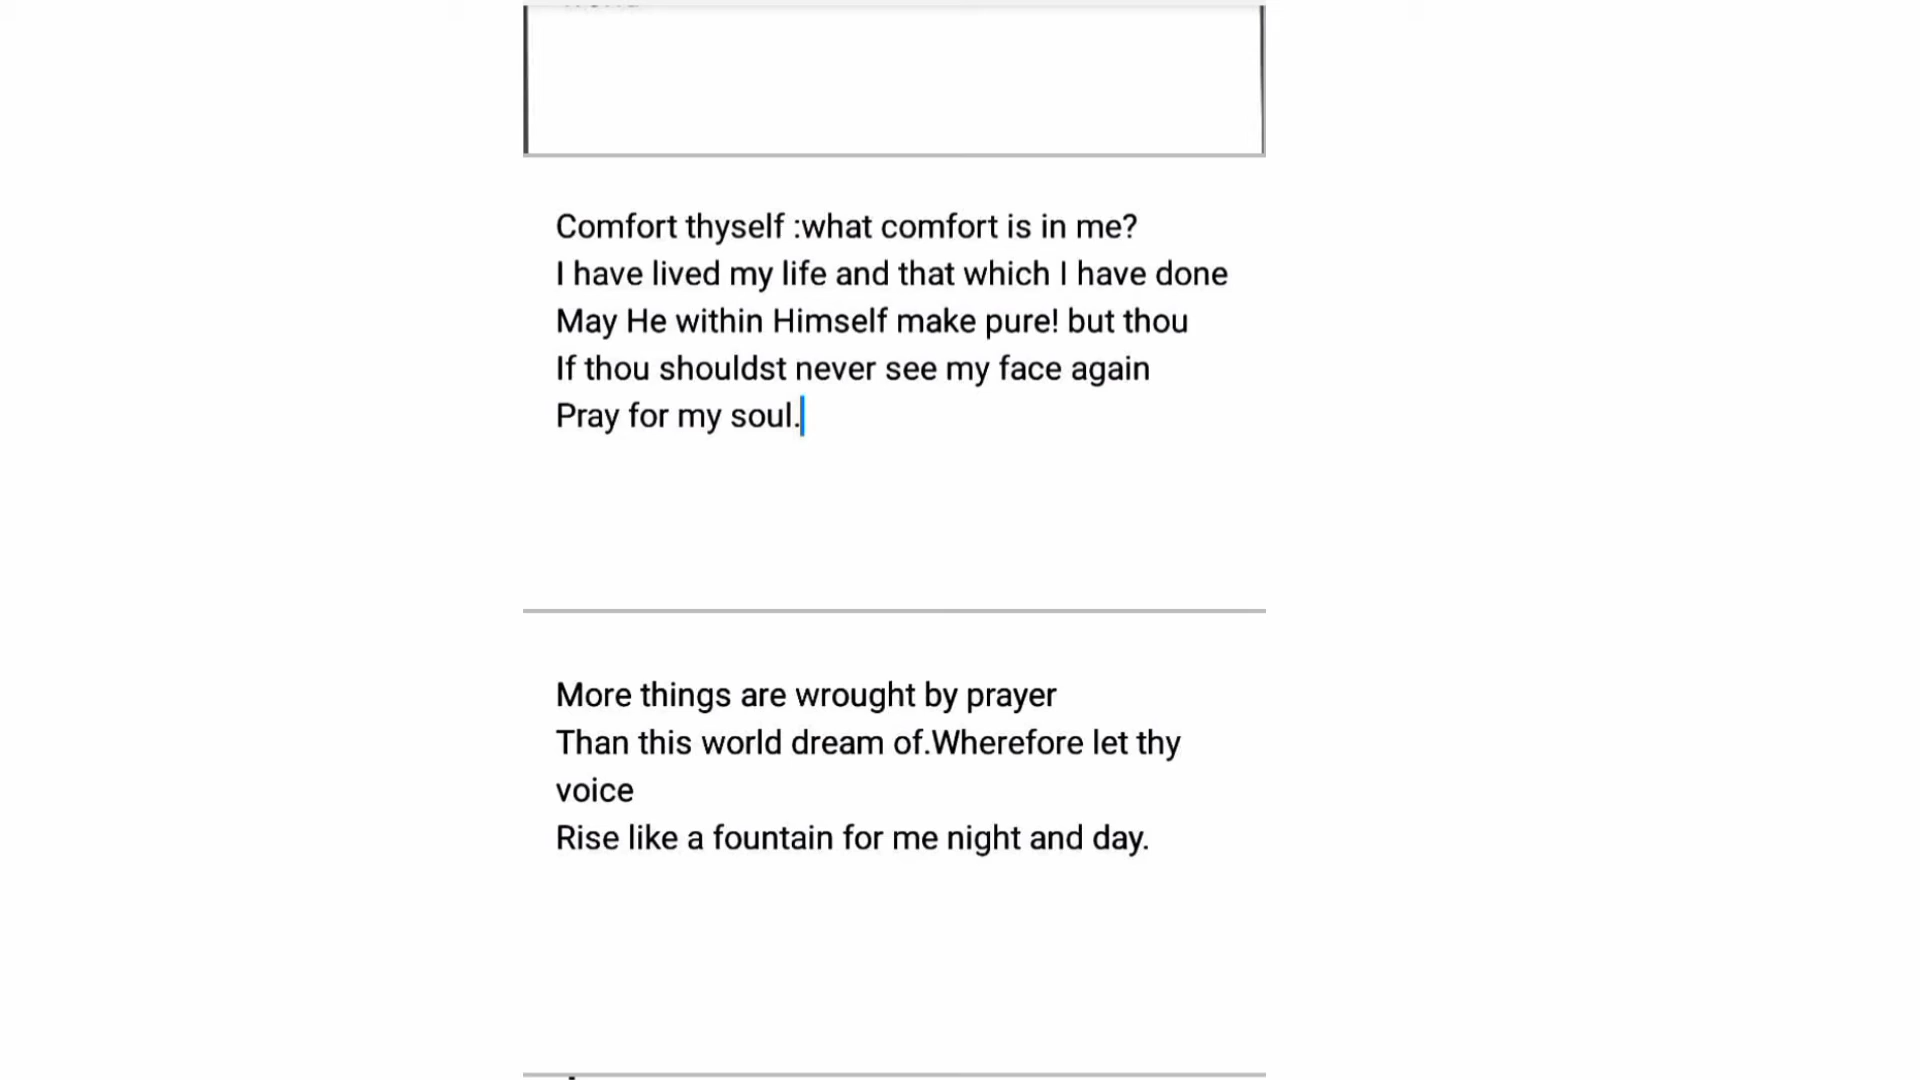 Comfort thyself :what comfort is in me?
I have lived my life and that which I have done
May He within Himself make pure! but thou
If thou shouldst never see my face again
Pray for my soul.
More things are wrought by prayer
Than this world dream of.Wherefore let thy
voice
Rise like a fountain for me night and day.